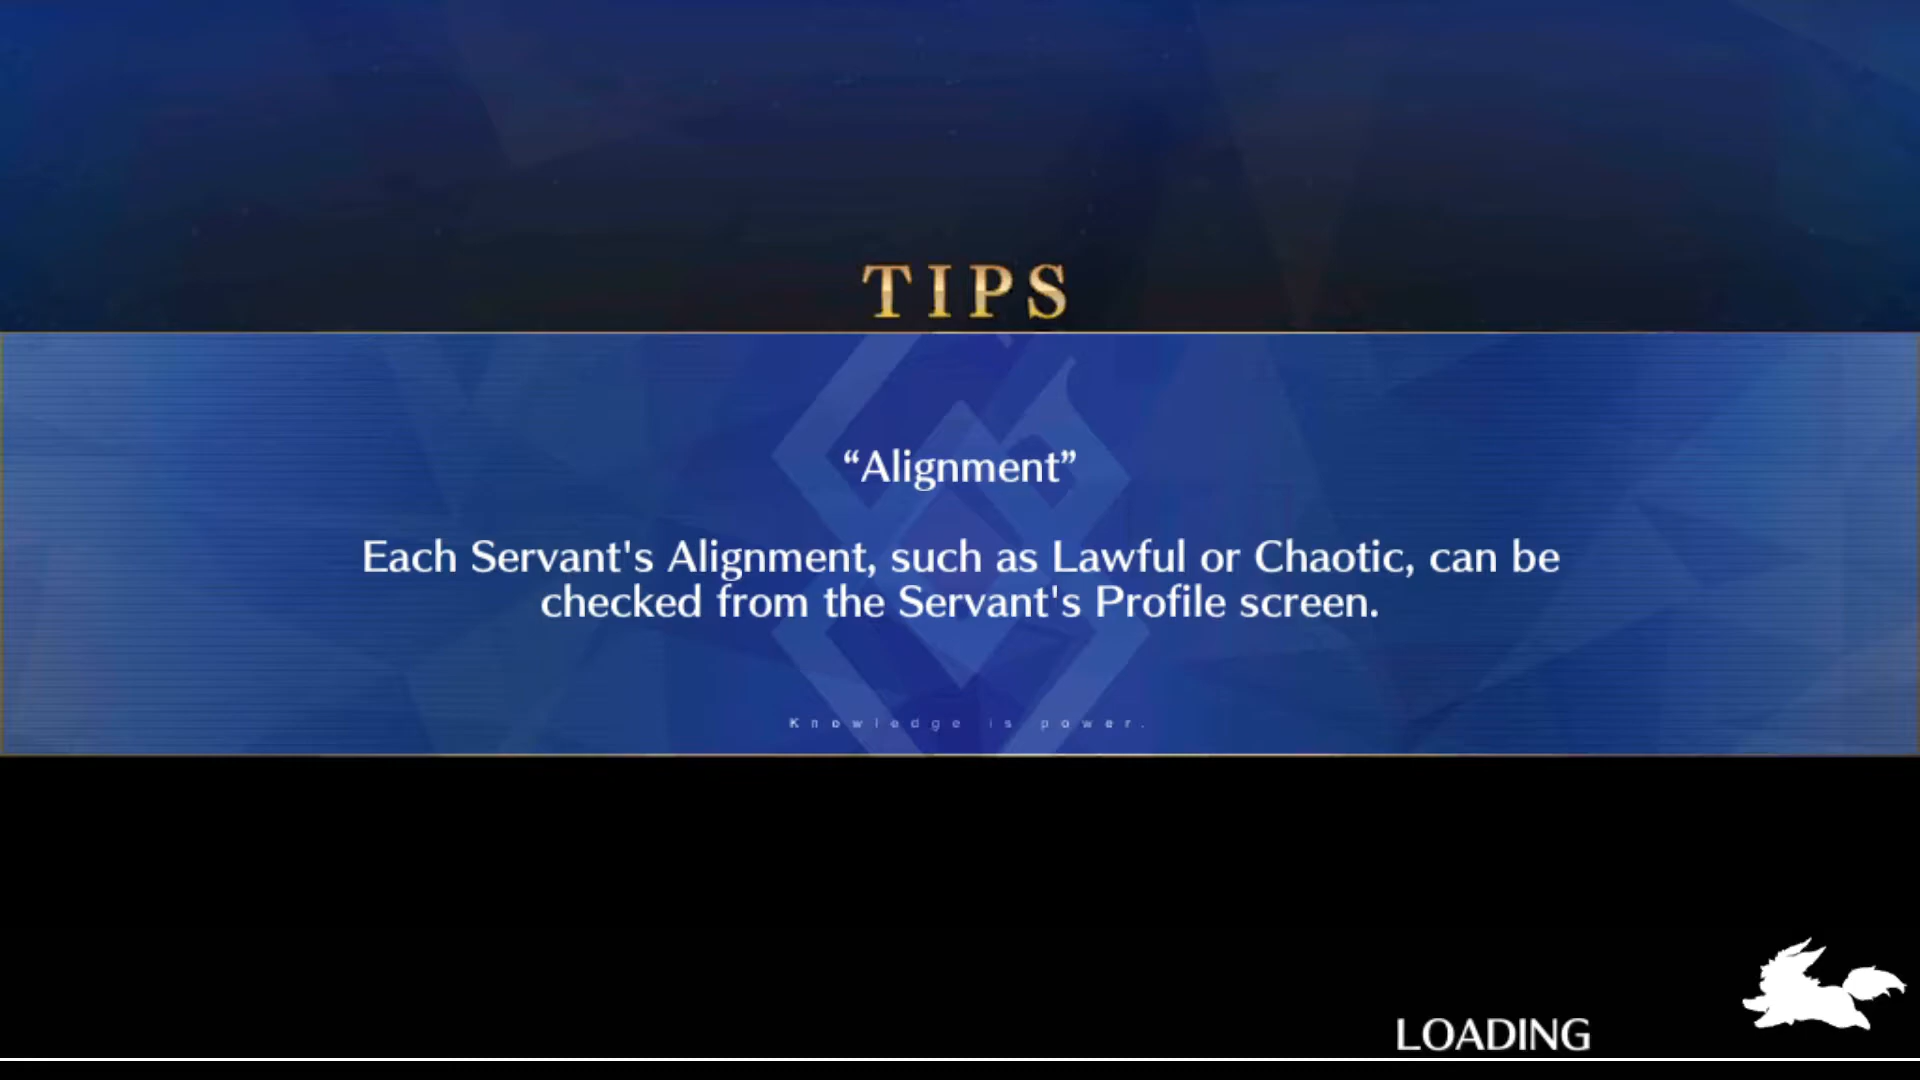 TIPS
“Alignment”
Each Servant's Alignment, such as Lawful or Chaotic, can be
checked from the Servant's Profile screen.
Knowledge is power.
LOADING